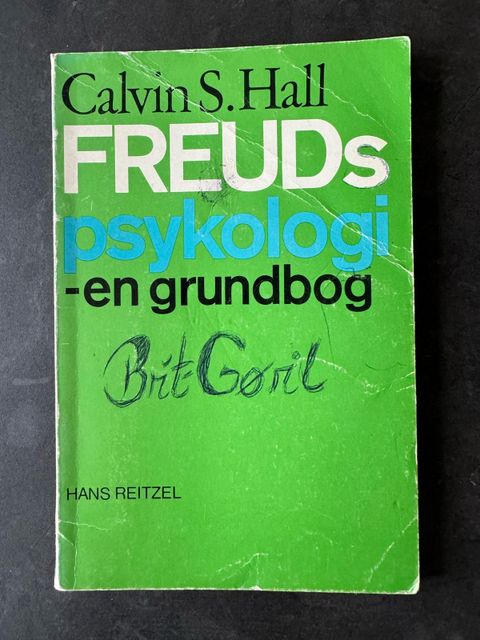 Calvin S. Hall
FREUDs
psykologi
-en grundbog
Brit-Gøril
HANS REITZEL